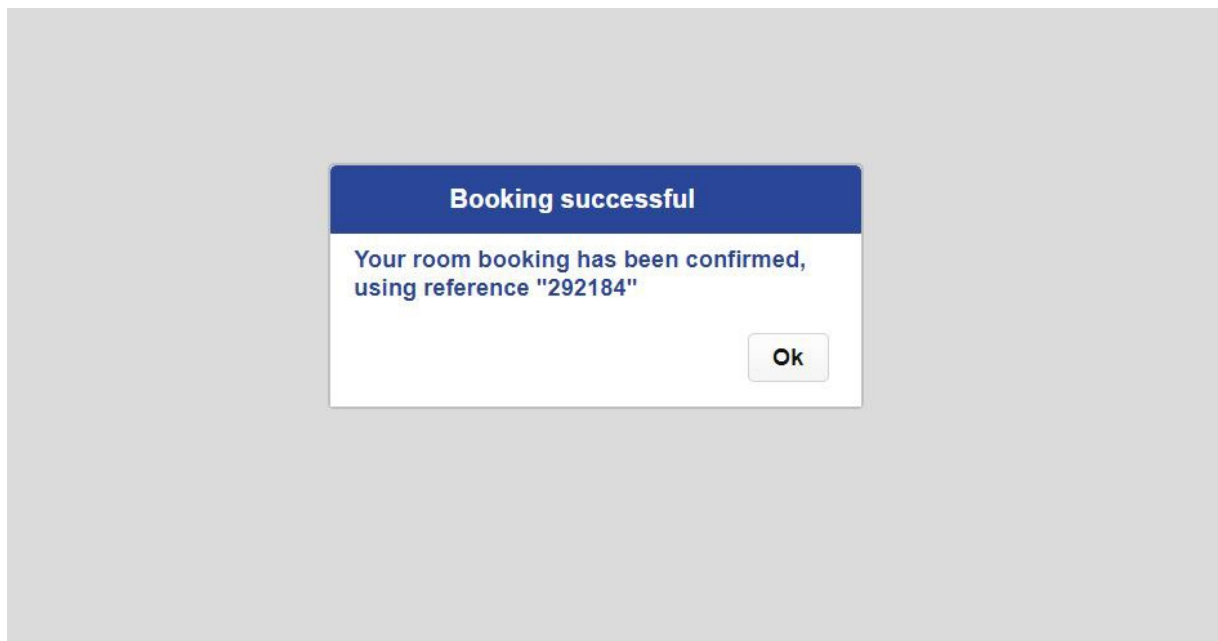 Booking successful
Your room booking has been confirmed,
using reference "292184"
Ok